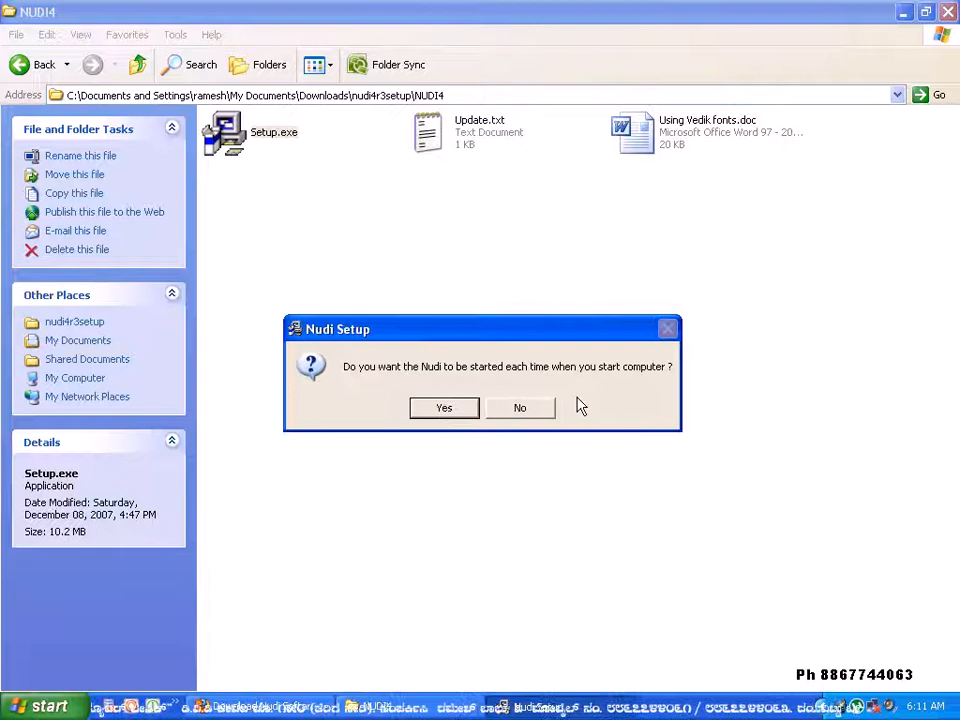 NUDI4
File Edit View Favorites Tools Help
Back Search Folders Folder Sync
Address C:\Documents and Settings\ramesh\My Documents\Downloads\nudi4r3setup\NUDI4 Go
File and Folder Tasks
Rename this file
Move this file
Copy this file
Publish this file to the Web
E-mail this file
Delete this file
Other Places
nudi4r3setup
My Documents
Shared Documents
My Computer
My Network Places
Details
Setup.exe
Application
Date Modified: Saturday,
December 08, 2007, 4:47 PM
Size: 10.2 MB
Setup.exe
Update.txt
Text Document
1 KB
Using Vedik fonts.doc
Microsoft Office Word 97 - 20...
20 KB
Nudi Setup
Do you want the Nudi to be started each time when you start computer ?
Yes No
Ph 8867744063
start
6:11 AM